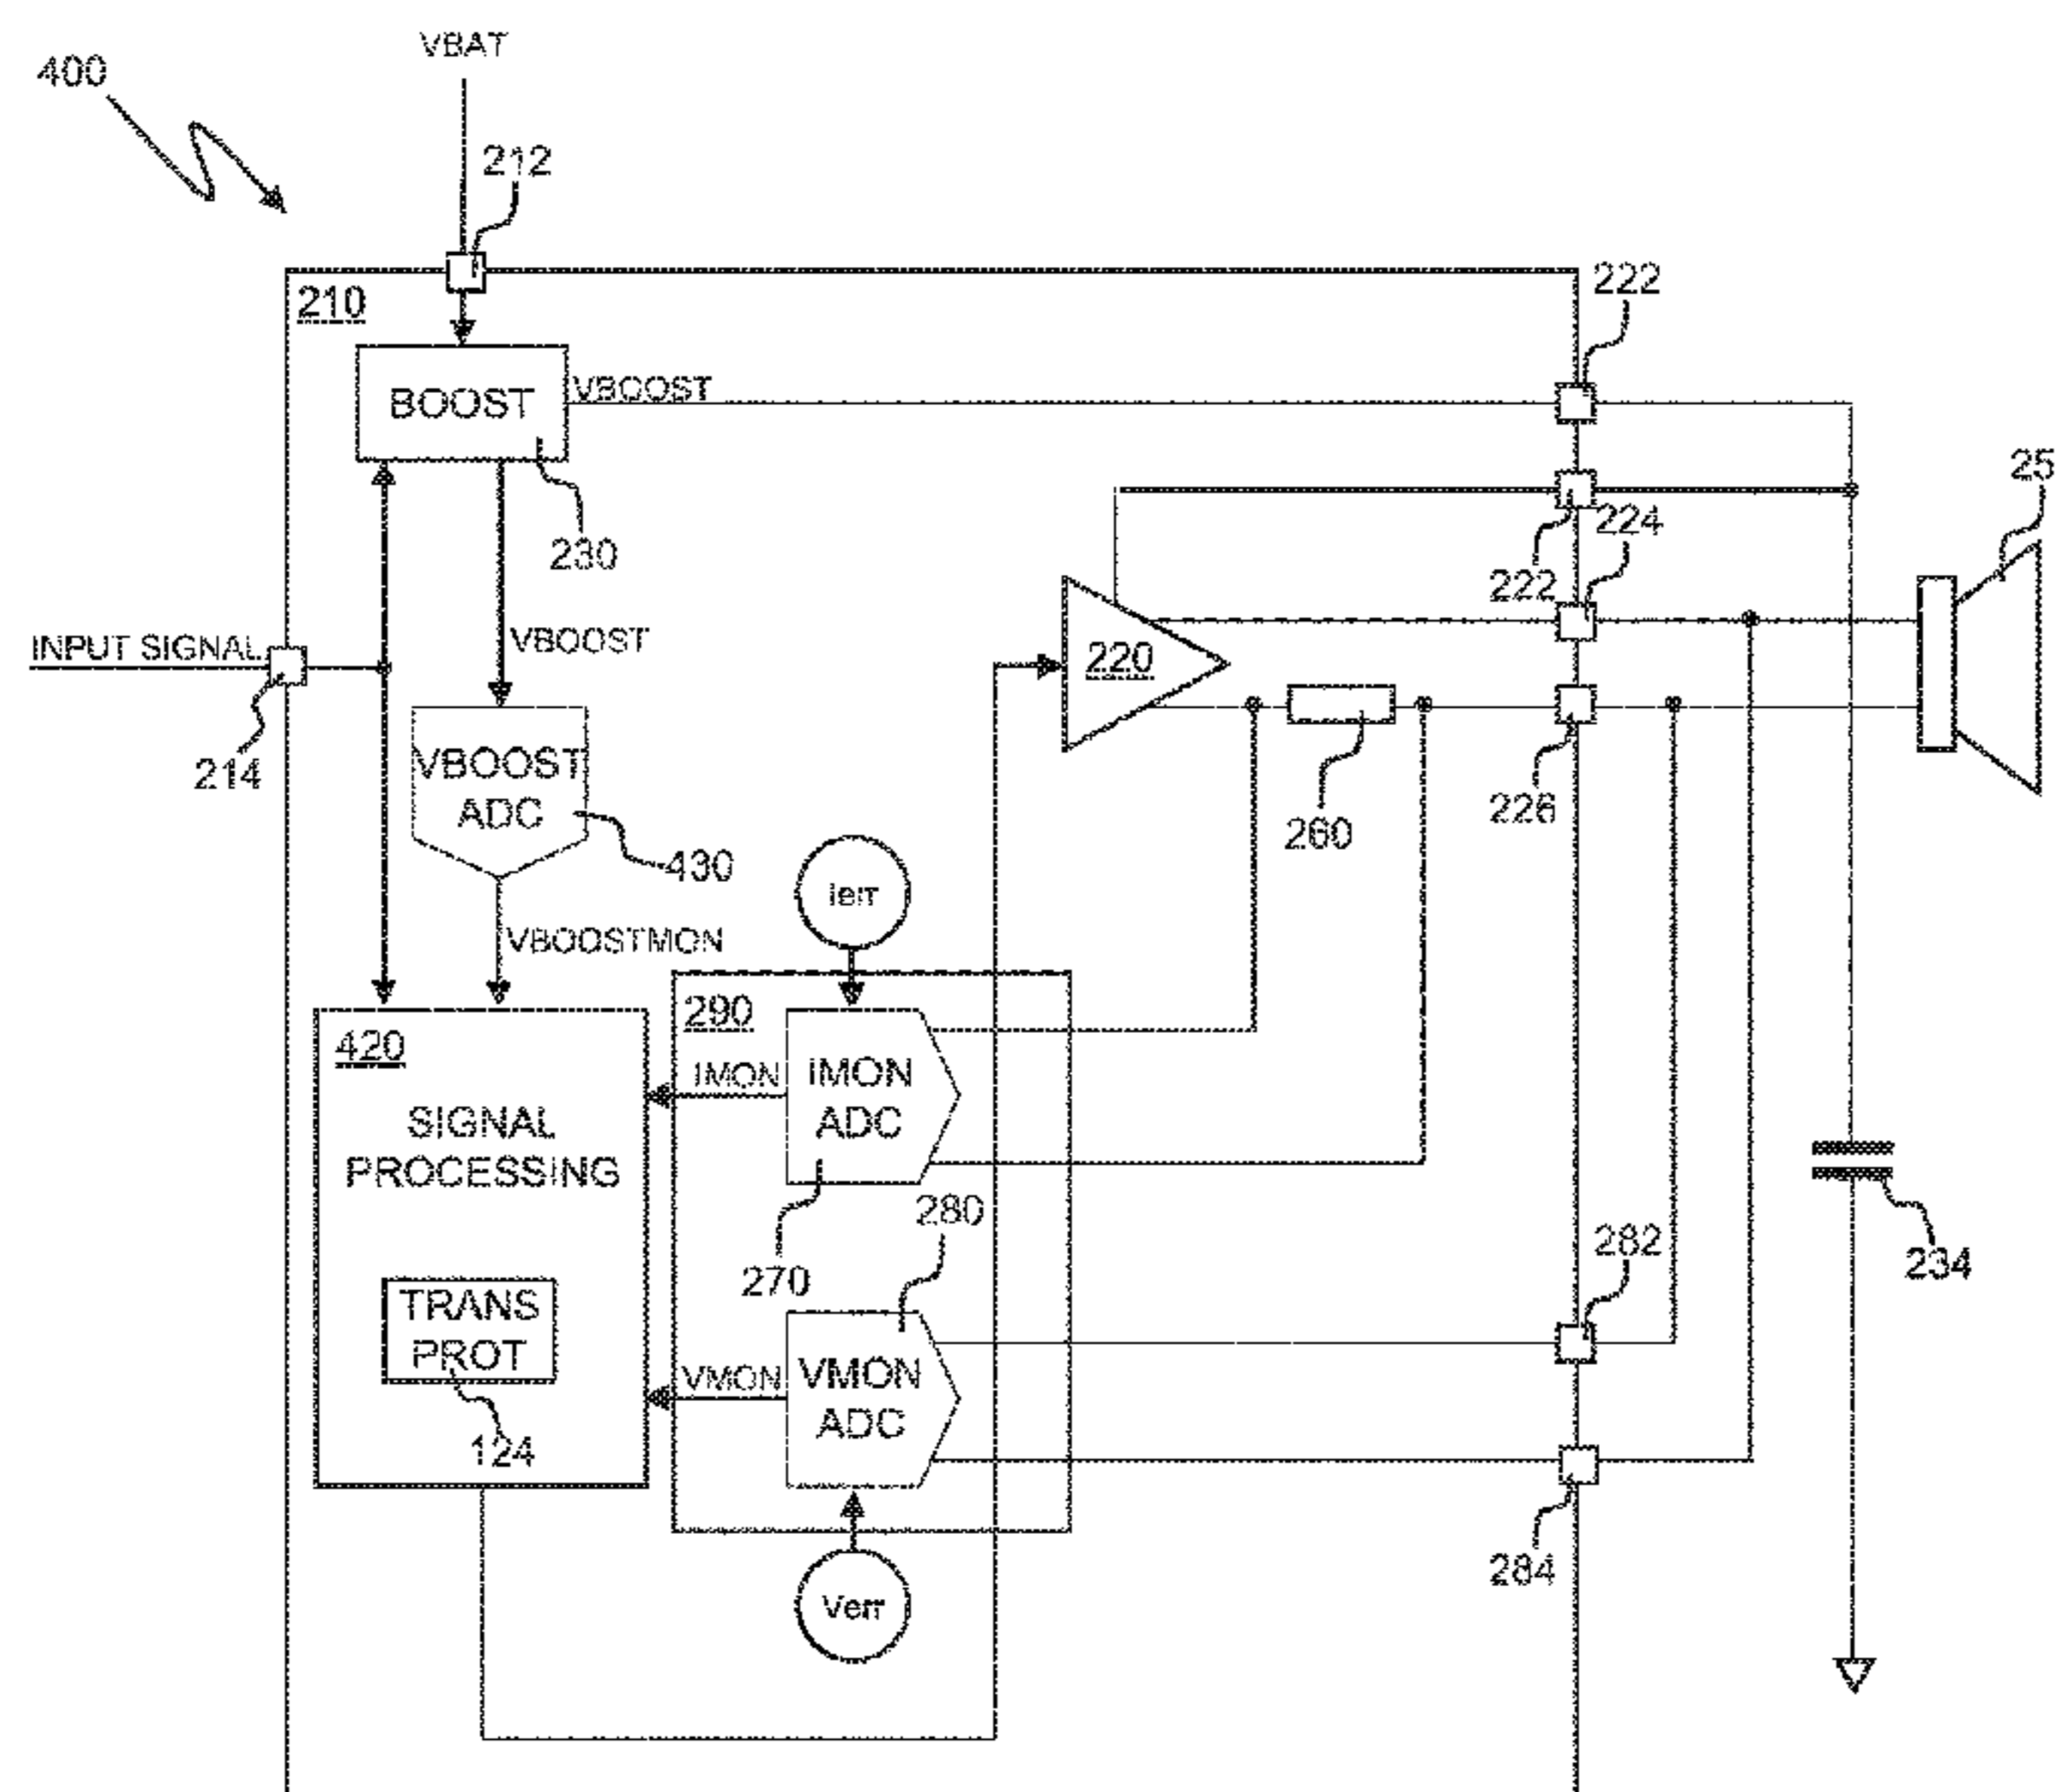 VBAT
400
212
210
222
BOOST
VBOOST
25
224
230
222
VBOOST
220
INPUT SIGNAL
214
VBOOST
ADC
226
260
430
Ierr
VBOOSTMON
290
420
IMON
IMON
ADC
SIGNAL
PROCESSING
280
282
234
270
TRANS
PROT
VMON
VMON
ADC
124
284
Verr